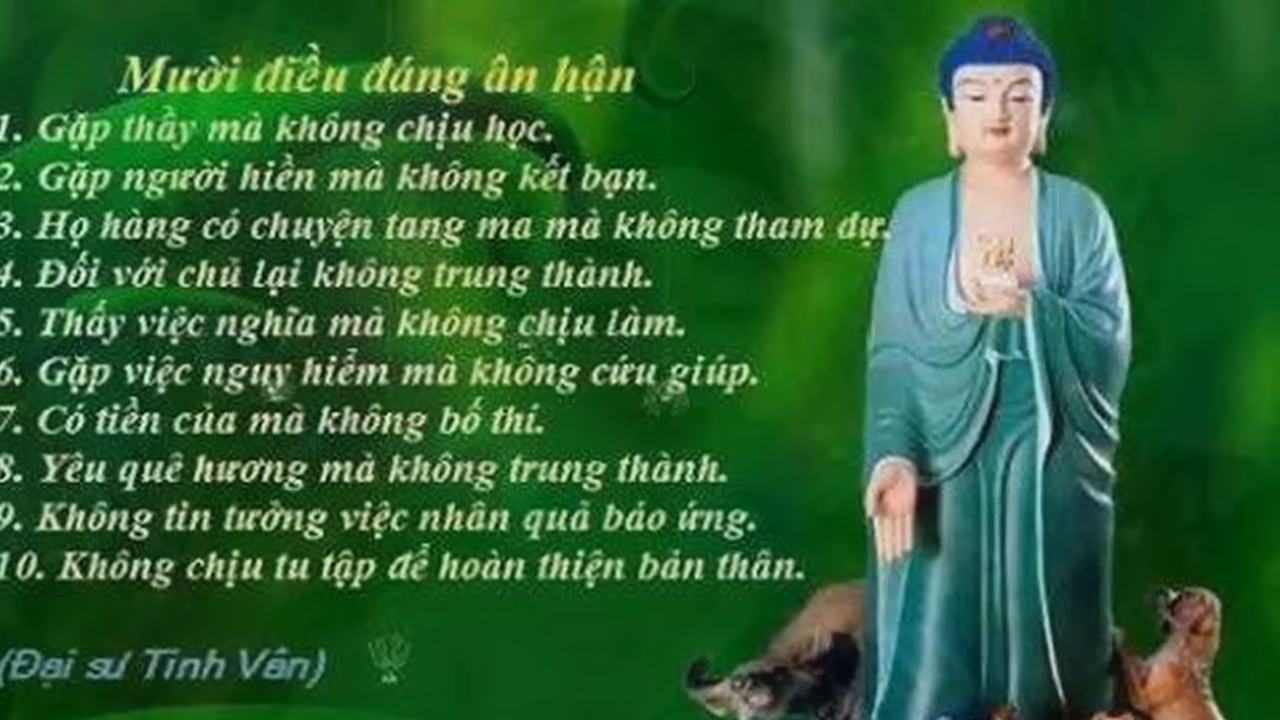 Mười điều đáng ân hận
1. Gặp thầy mà không chịu học.
2. Gặp người hiền mà không kết bạn.
3. Họ hàng có chuyện tang ma mà không tham dự.
4. Đối với chủ lại không trung thành.
5. Thấy việc nghĩa mà không chịu làm.
6. Gặp việc nguy hiểm mà không cứu giúp.
7. Có tiền của mà không bố thí.
8. Yêu quê hương mà không trung thành.
9. Không tin tưởng việc nhân quả báo ứng.
10. Không chịu tu tập để hoàn thiện bản thân.
(Đại sư Tinh Vân)